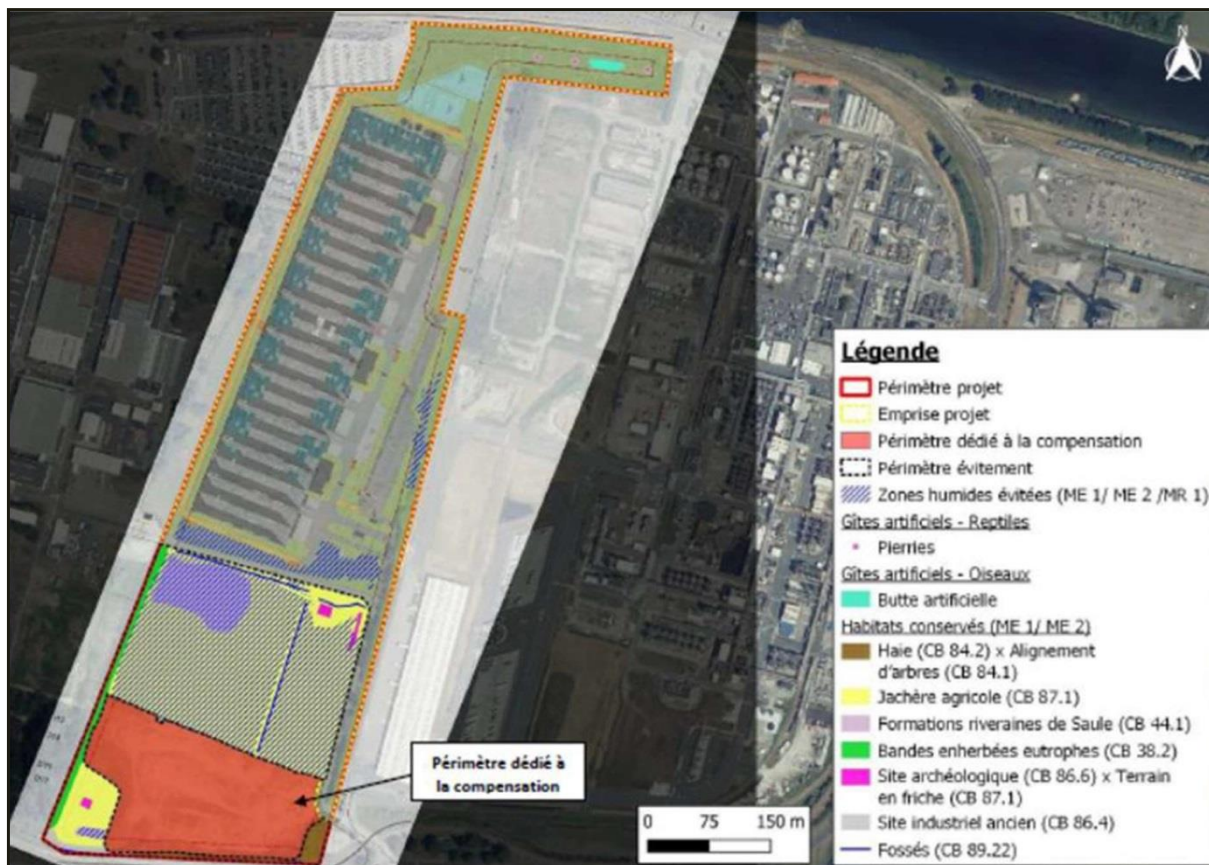 N
Légende
Périmètre projet
Emprise projet
Périmètre dédié à la compensation
Périmètre évitement
Zones humides évitées (ME 1/ ME 2 /MR 1)
Gîtes artificiels - Reptiles
Pierries
Gîtes artificiels - Oiseaux
Butte artificielle
Habitats conservés (ME 1/ ME 2)
Haie (CB 84.2) x Alignement
d'arbres (CB 84.1)
Jachère agricole (CB 87.1)
Formations riveraines de Saule (CB 44.1)
Bandes enherbées eutrophes (CB 38.2)
Site archéologique (CB 86.6) x Terrain
en friche (CB 87.1)
Site industriel ancien (CB 86.4)
Fossés (CB 89.22)
Périmètre dédié à
la compensation
0 75 150 m